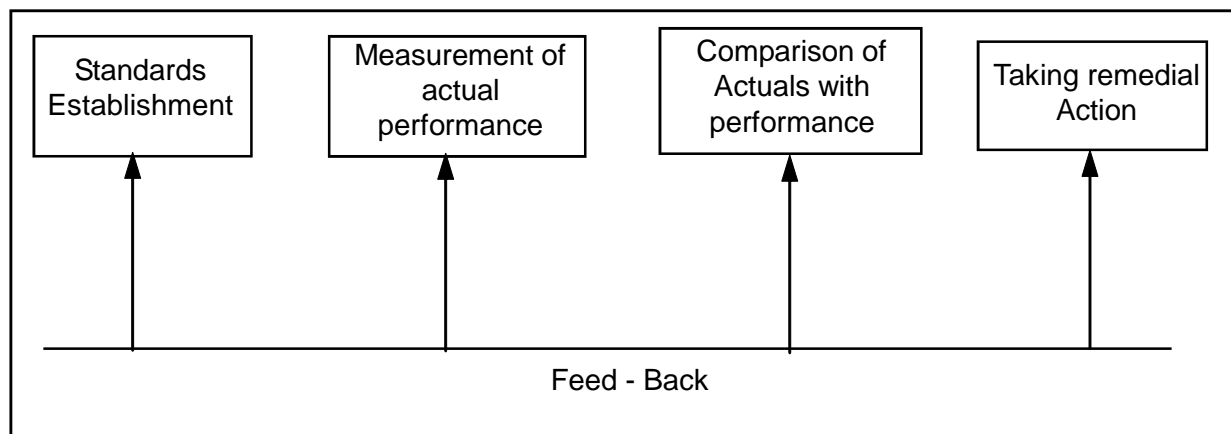 Standards
Establishment
Measurement of
actual
performance
Comparison of
Actuals with
performance
Taking remedial
Action
Feed - Back